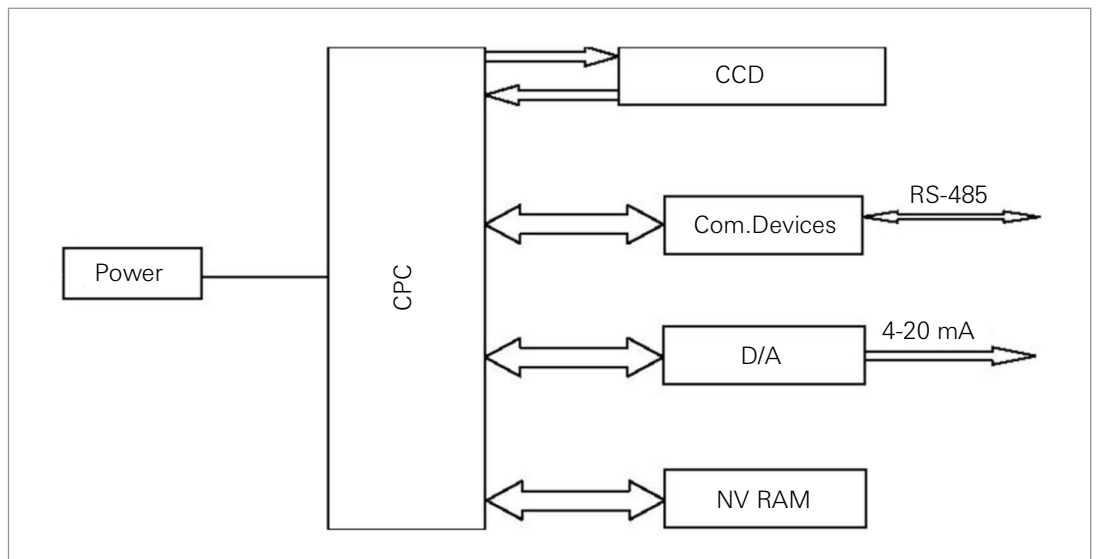 CCD
RS-485
Com.Devices
Power
CPC
4-20 mA
D/A
NV RAM